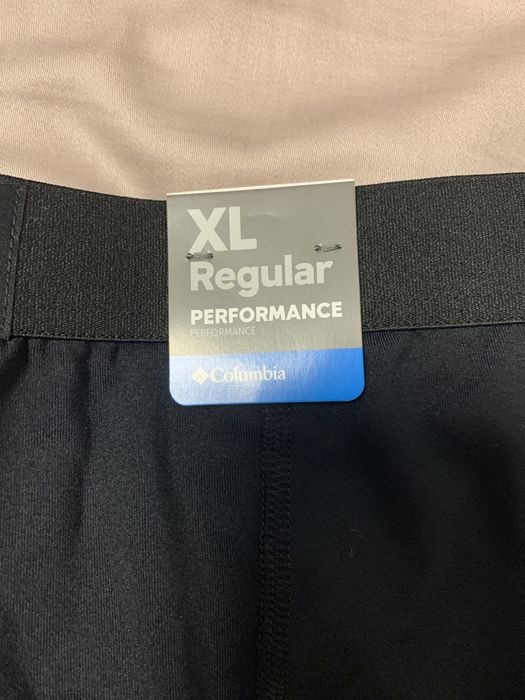 XL
Regular
PERFORMANCE
PERFORMANCE
Columbia